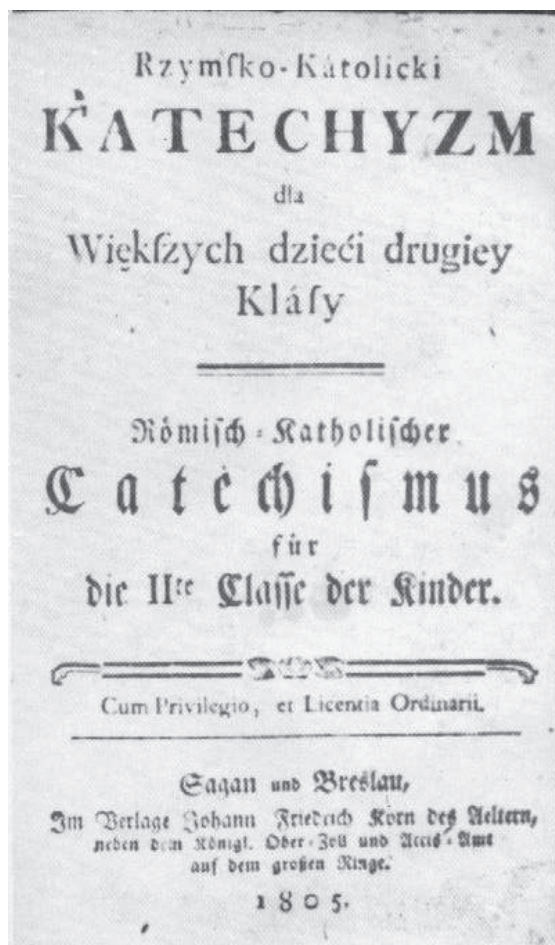 Rzymſko-Kátolicki
KATECHYZM
dla
Więkſzych dzieći drugiey
Kláſy
Römiſch-Katholiſcher
Catechiſmus
für
die IIte Claſſe der Kinder.
Cum Privilegio, et Licentia Ordinarii.
Sagan und Breslau,
Im Verlage Johann Friedrich Korn des Aeltern,
neben dem Königl. Ober-Zoll und Accis-Amt
auf dem großen Ringe.
1805.